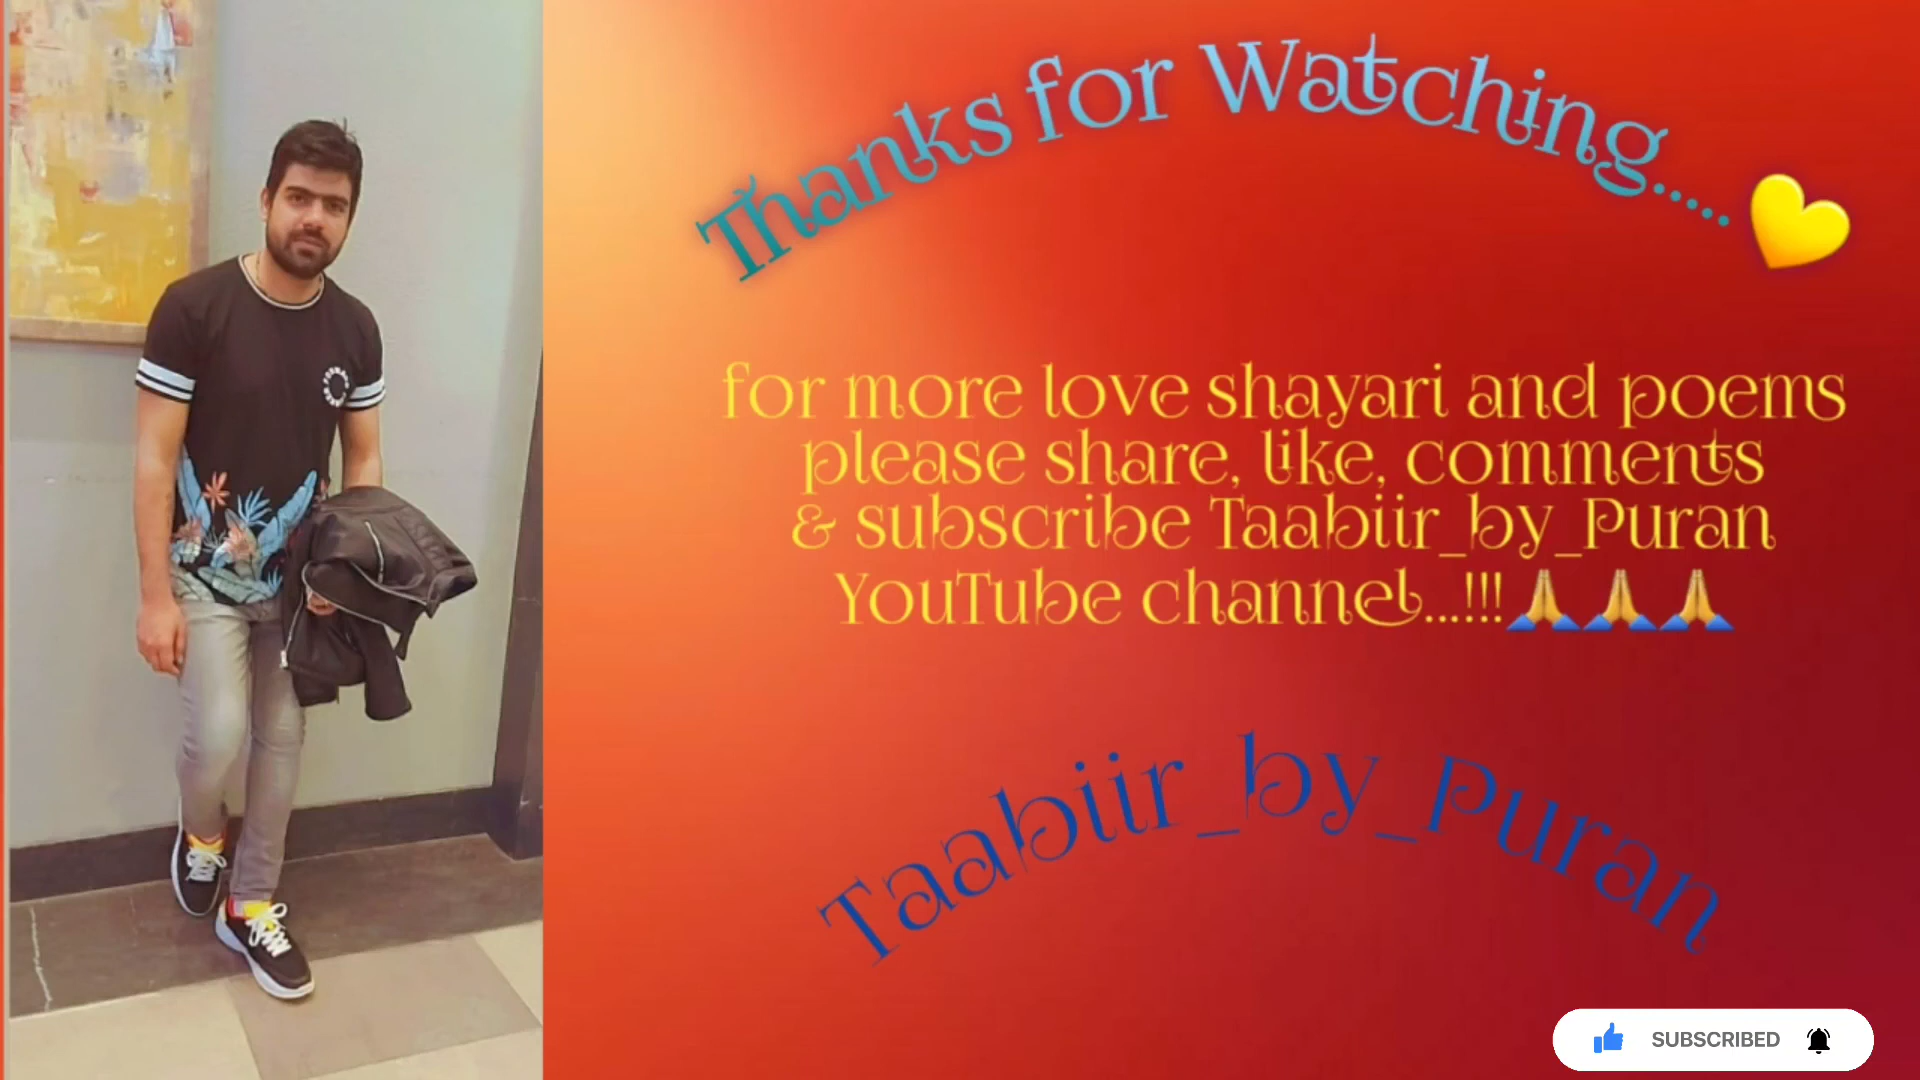 Thanks for Watching..... 💛
for more love shayari and poems
please share, like, comments
& subscribe Taabiir_by_Puran
YouTube channel...!!!🙏🙏🙏
Taabiir_by_Puran
SUBSCRIBED